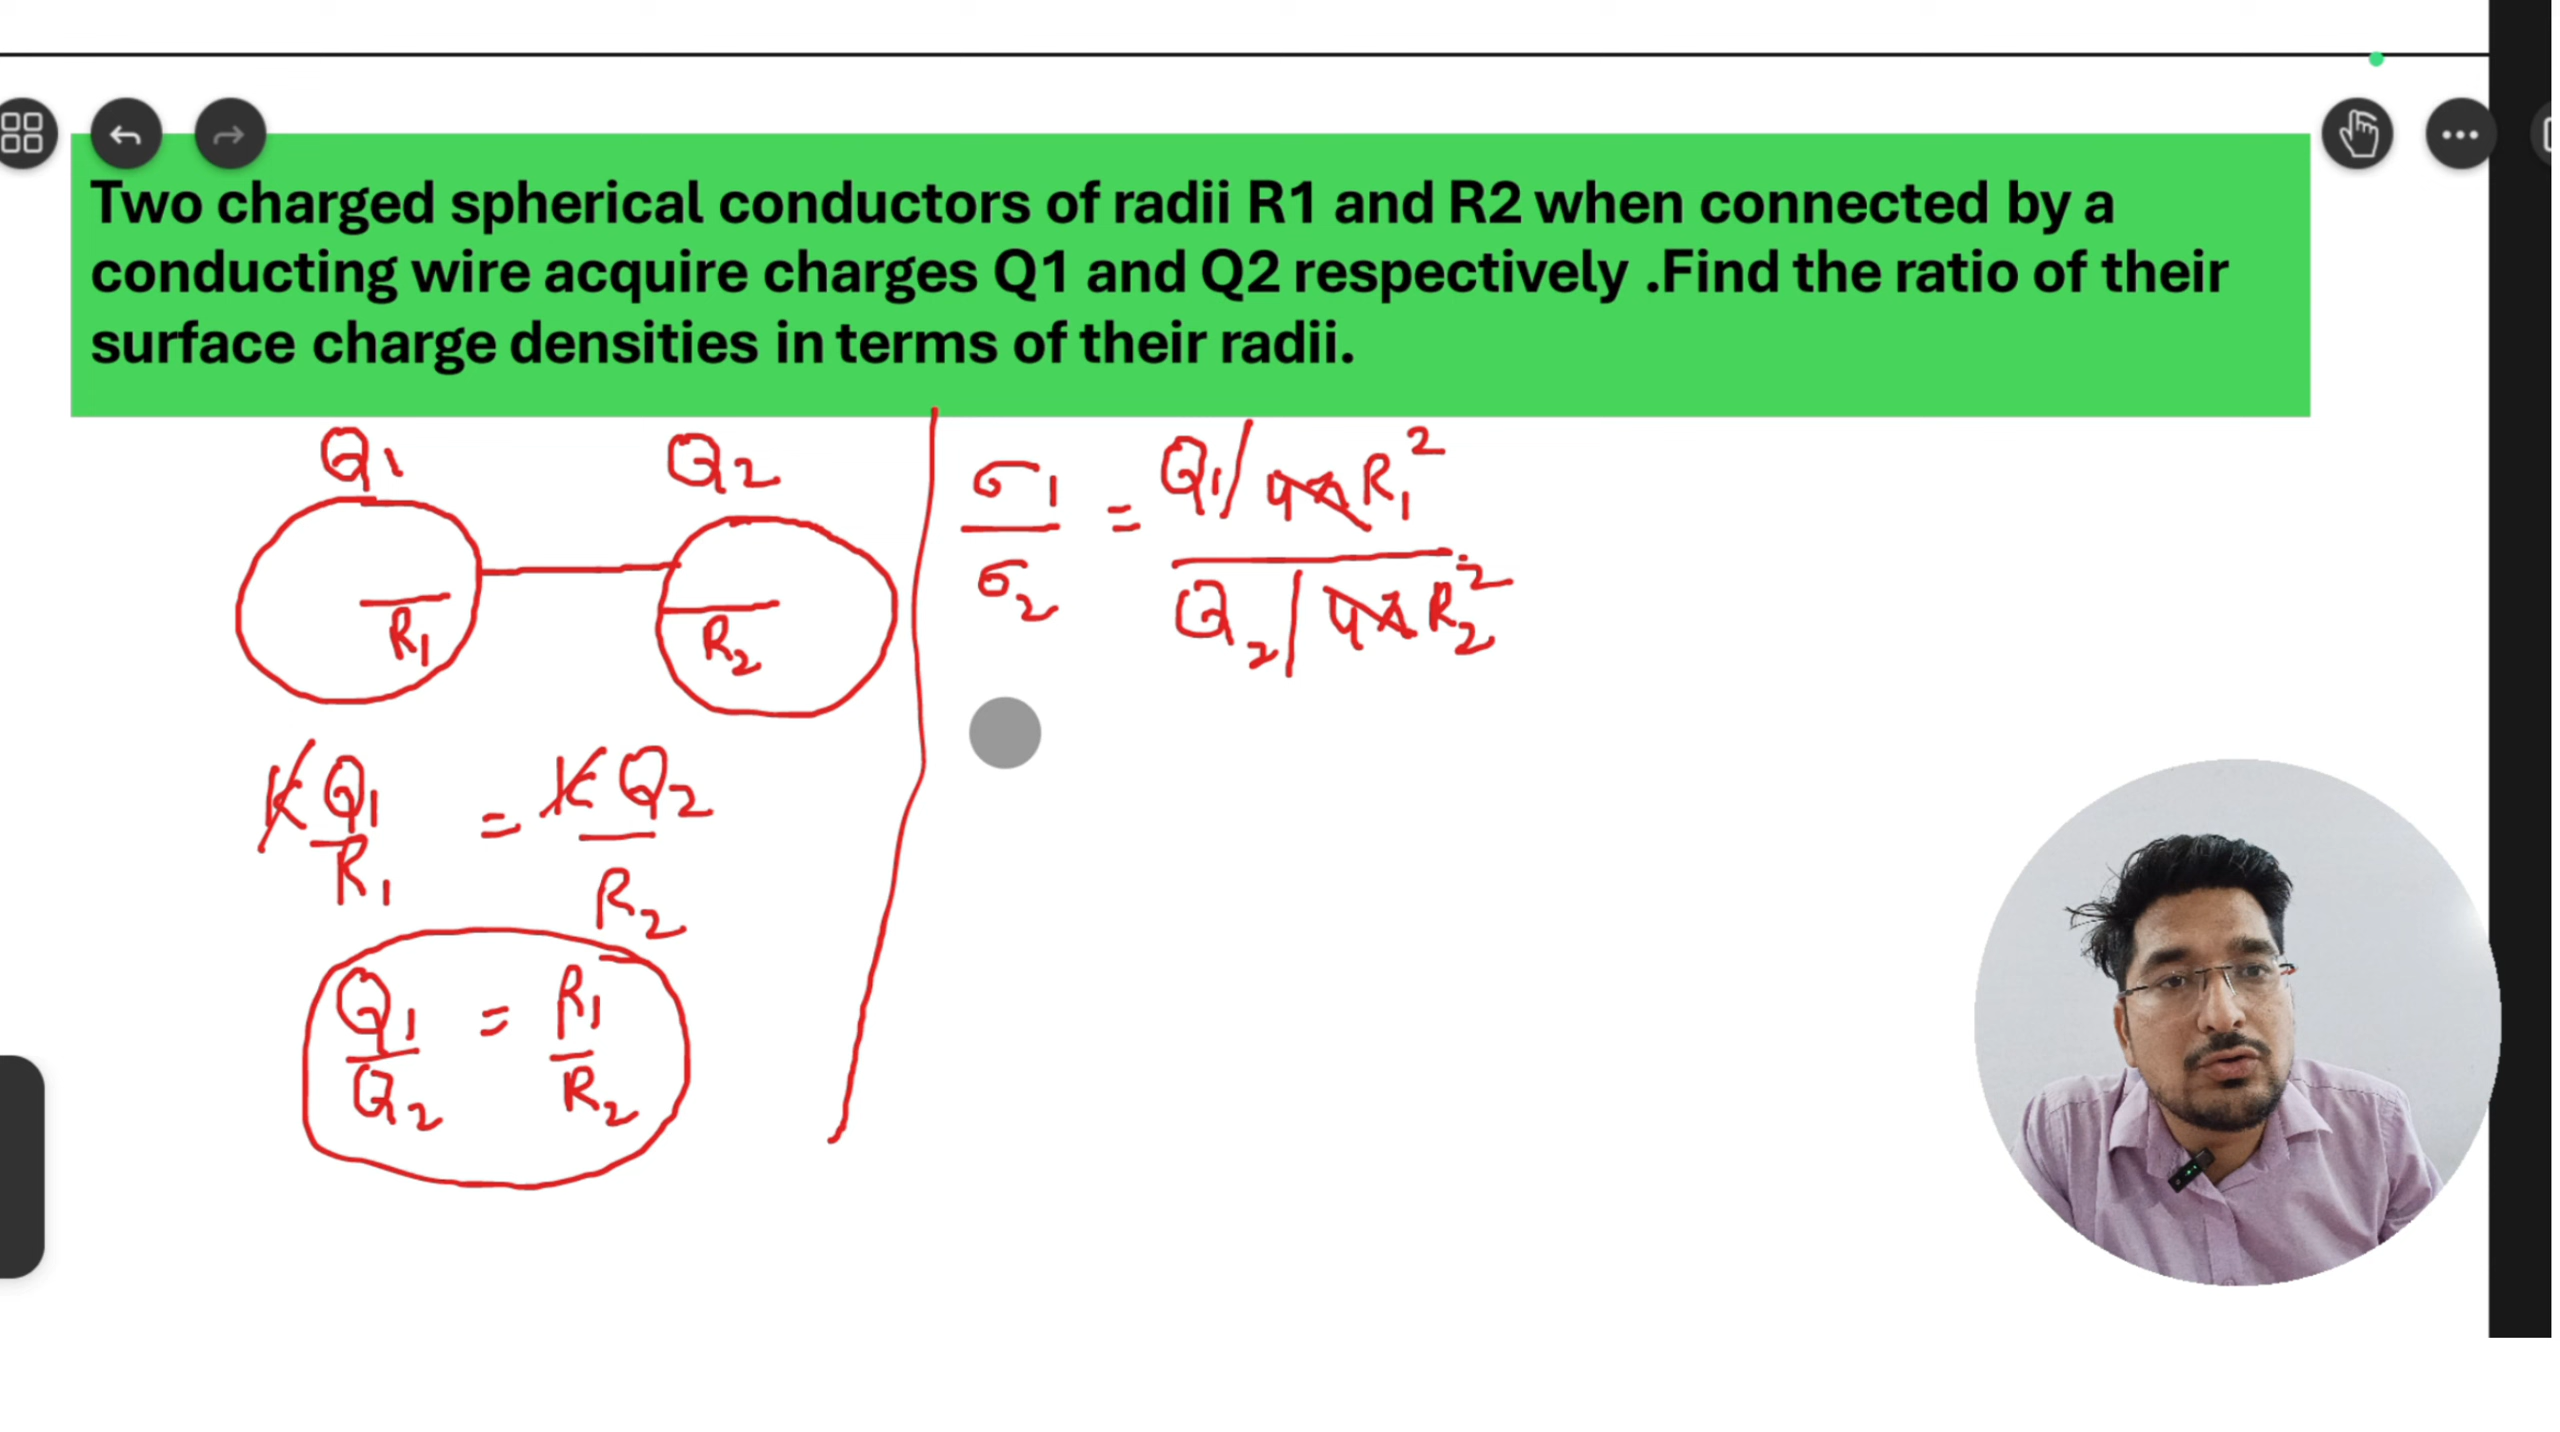 Two charged spherical conductors of radii R1 and R2 when connected by a
conducting wire acquire charges Q1 and Q2 respectively .Find the ratio of their
surface charge densities in terms of their radii.
Q1 Q2
R1 R2
KQ1/R1 = KQ2/R2
Q1/Q2 = R1/R2
σ1/σ2 = Q1/4πR1² / Q2/4πR2²